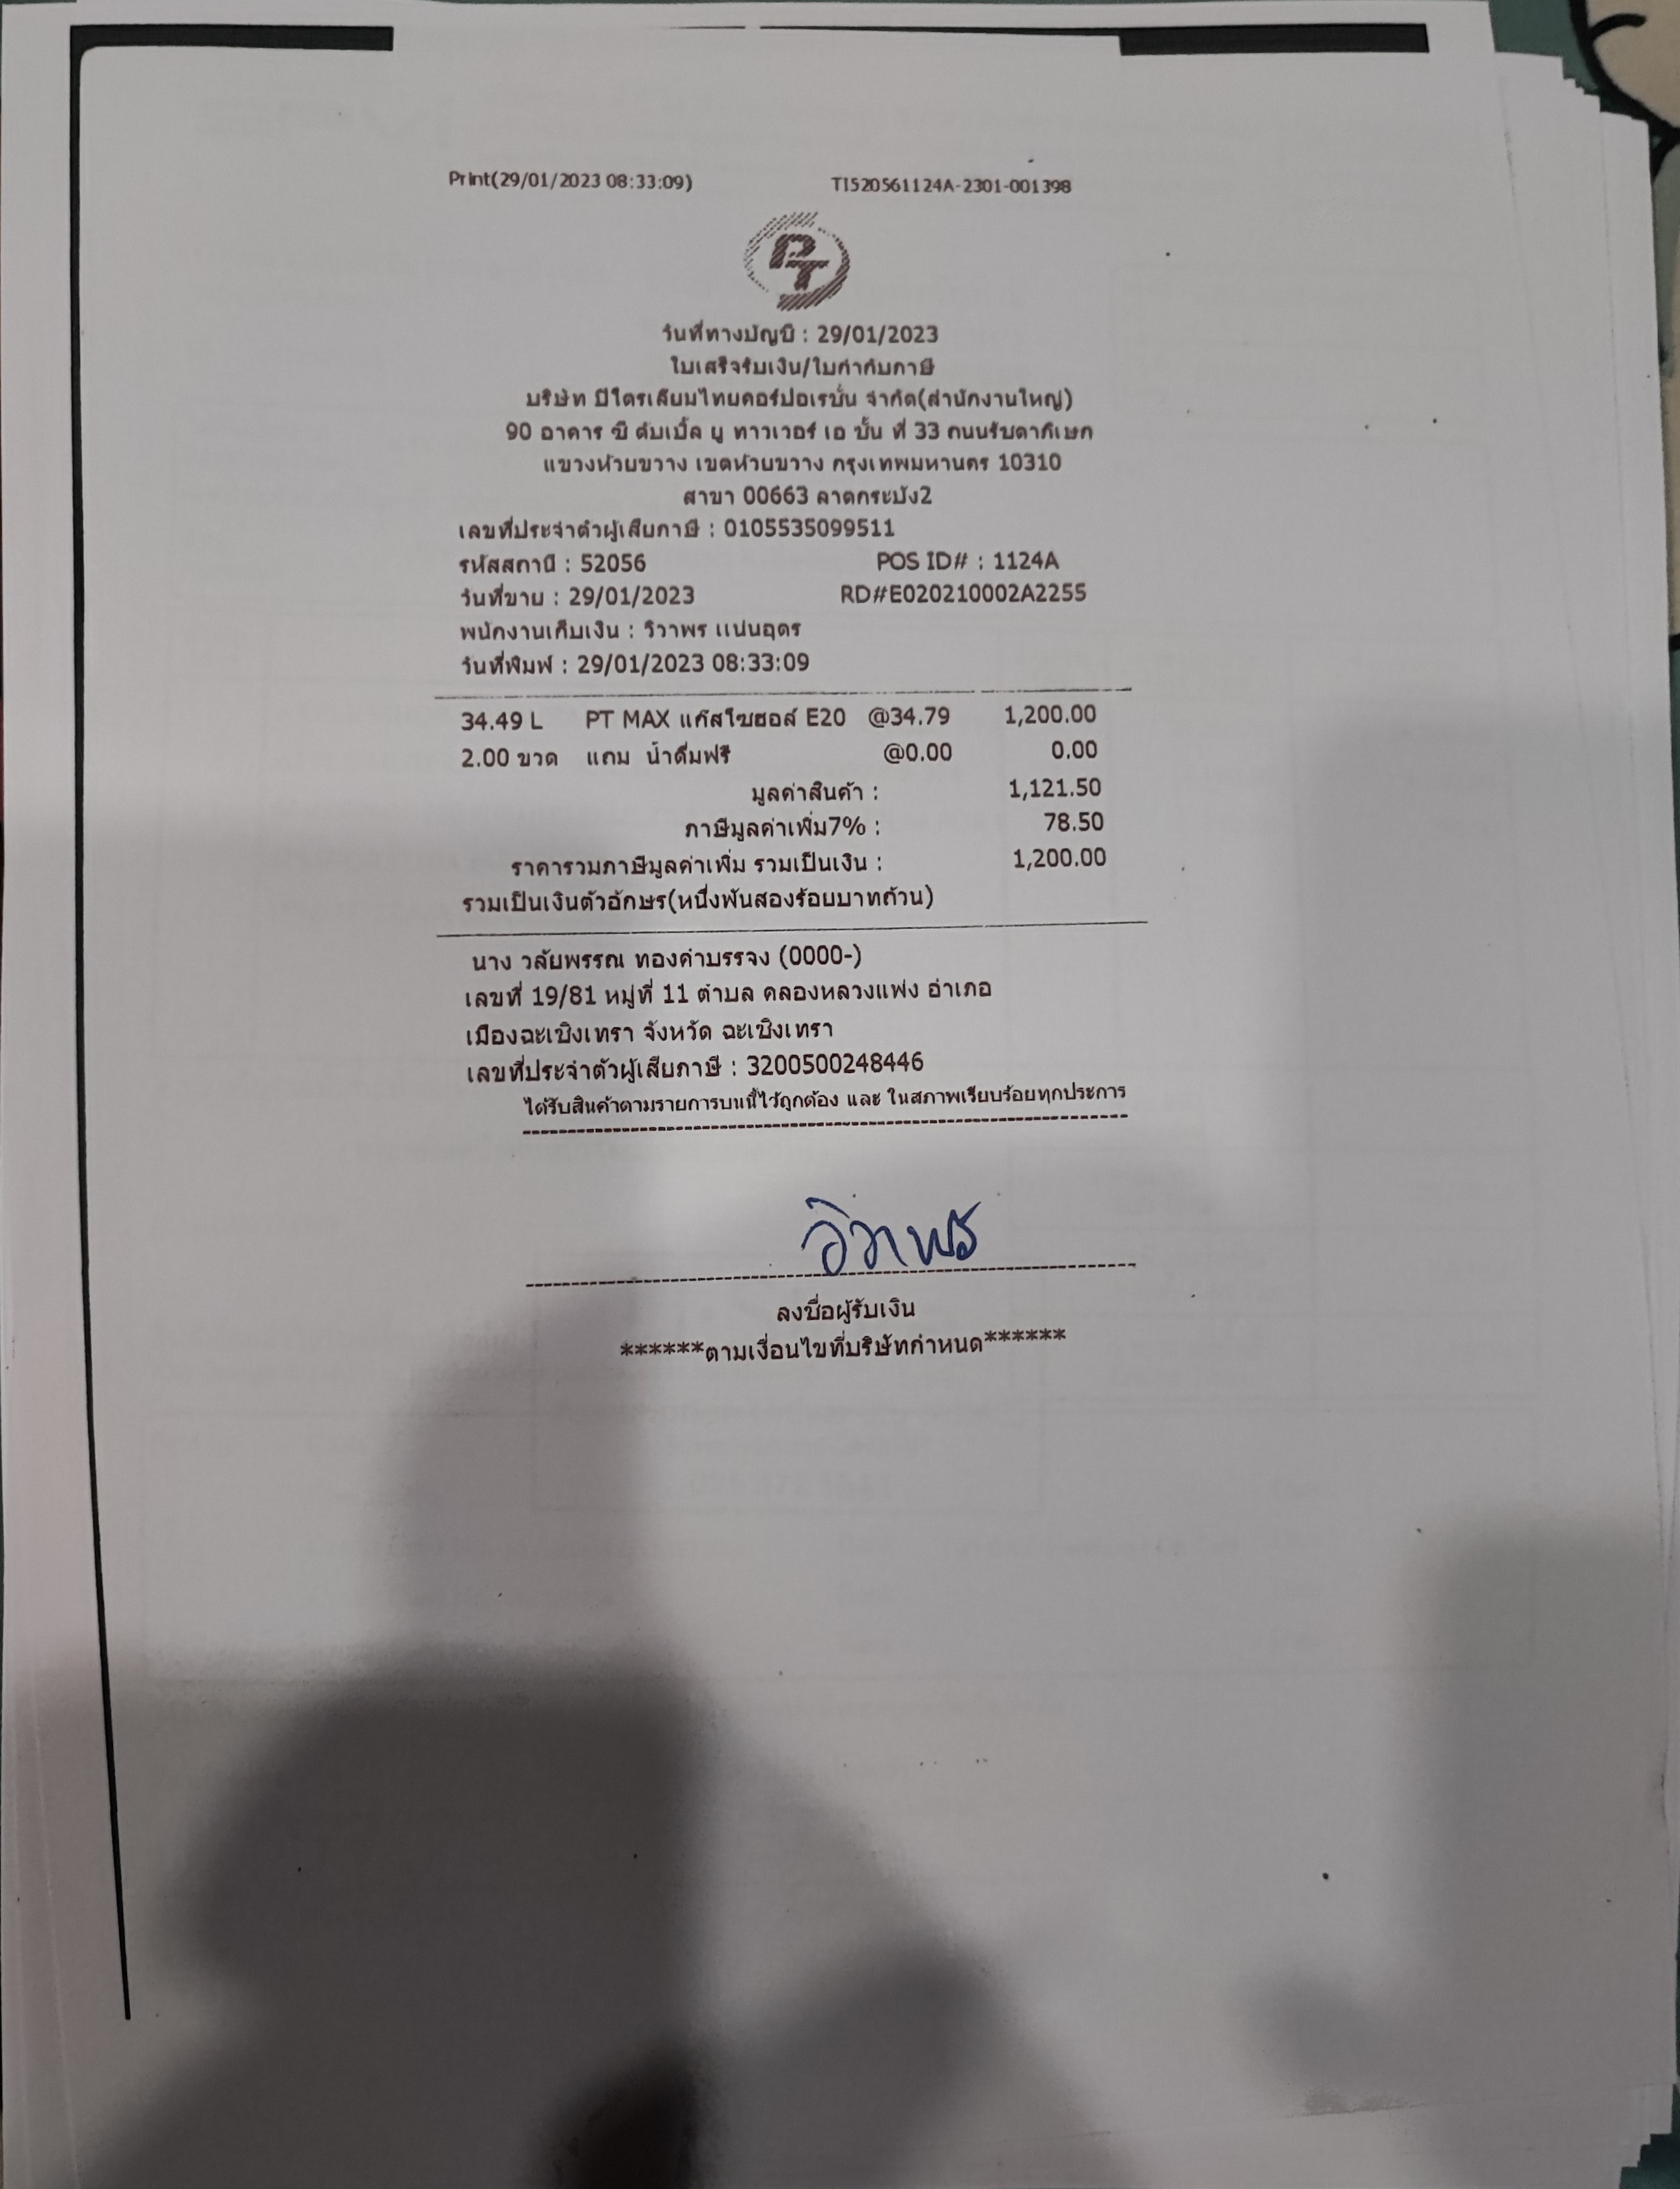 Print(29/01/2023 08:33:09) TI520561124A-2301-001398
PT
วันที่ทางบัญชี : 29/01/2023
ใบเสร็จรับเงิน/ใบกำกับภาษี
บริษัท ปิโตรเลียมไทยคอร์ปอเรชั่น จำกัด(สำนักงานใหญ่)
90 อาคาร ซี ดับเบิ้ล ยู ทาวเวอร์ เอ ชั้น ที่ 33 ถนนรัชดาภิเษก
แขวงห้วยขวาง เขตห้วยขวาง กรุงเทพมหานคร 10310
สาขา 00663 ลาดกระบัง2
เลขที่ประจำตัวผู้เสียภาษี : 0105535099511
รหัสสถานี : 52056 POS ID# : 1124A
วันที่ขาย : 29/01/2023 RD#E020210002A2255
พนักงานเก็บเงิน : วิวาพร แน่นอุดร
วันที่พิมพ์ : 29/01/2023 08:33:09
34.49 L PT MAX แก๊สโซฮอล์ E20 @34.79 1,200.00
2.00 ขวด แถม น้ำดื่มฟรี @0.00 0.00
มูลค่าสินค้า : 1,121.50
ภาษีมูลค่าเพิ่ม7% : 78.50
ราคารวมภาษีมูลค่าเพิ่ม รวมเป็นเงิน : 1,200.00
รวมเป็นเงินตัวอักษร(หนึ่งพันสองร้อยบาทถ้วน)
นาง วลัยพรรณ ทองคำบรรจง (0000-)
เลขที่ 19/81 หมู่ที่ 11 ตำบล คลองหลวงแพ่ง อำเภอ
เมืองฉะเชิงเทรา จังหวัด ฉะเชิงเทรา
เลขที่ประจำตัวผู้เสียภาษี : 3200500248446
ได้รับสินค้าตามรายการบนนี้ไว้ถูกต้อง และ ในสภาพเรียบร้อยทุกประการ
วิวาพร
ลงชื่อผู้รับเงิน
******ตามเงื่อนไขที่บริษัทกำหนด******